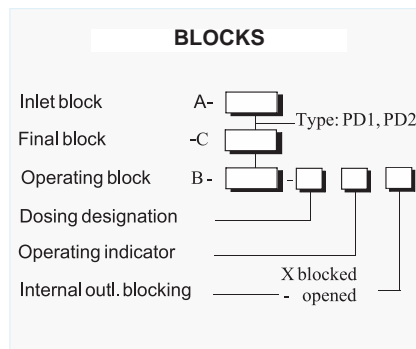 BLOCKS
Inlet block A-
Type: PD1, PD2
Final block -C
Operating block B - -
Dosing designation
Operating indicator
X blocked
Internal outl. blocking - opened